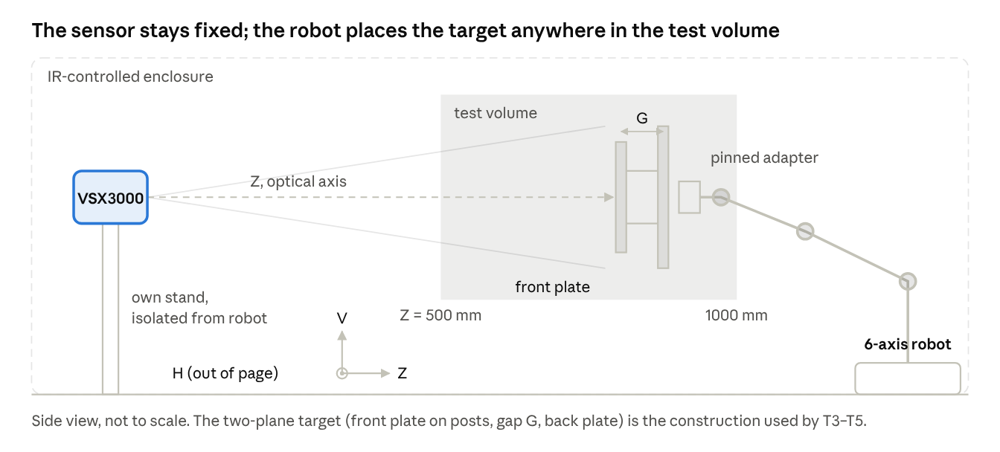 The sensor stays fixed; the robot places the target anywhere in the test volume
IR-controlled enclosure
test volume
G
pinned adapter
Z, optical axis
VSX3000
front plate
own stand,
isolated from robot
Z = 500 mm
1000 mm
V
6-axis robot
H (out of page)
Z
Side view, not to scale. The two-plane target (front plate on posts, gap G, back plate) is the construction used by T3–T5.